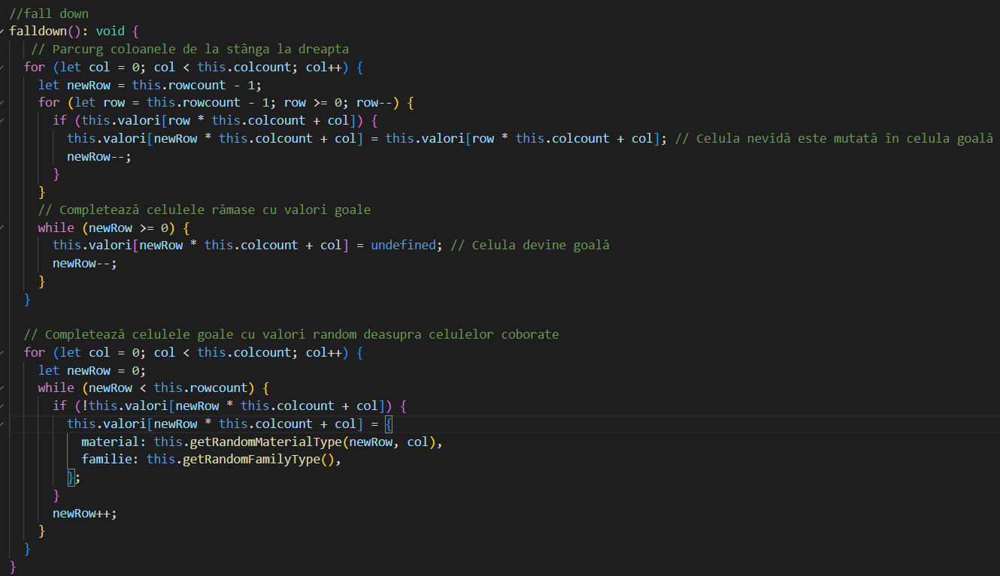 //fall down
falldown(): void {
// Parcurg coloanele de la stânga la dreapta
for (let col = 0; col < this.colcount; col++) {
let newRow = this.rowcount - 1;
for (let row = this.rowcount - 1; row >= 0; row--) {
if (this.valori[row * this.colcount + col]) {
this.valori[newRow * this.colcount + col] = this.valori[row * this.colcount + col]; // Celula nevidă este mutată în celula goală
newRow--;
}
}
// Completează celulele rămase cu valori goale
while (newRow >= 0) {
this.valori[newRow * this.colcount + col] = undefined; // Celula devine goală
newRow--;
}
}
// Completează celulele goale cu valori random deasupra celulelor coborate
for (let col = 0; col < this.colcount; col++) {
let newRow = 0;
while (newRow < this.rowcount) {
if (!this.valori[newRow * this.colcount + col]) {
this.valori[newRow * this.colcount + col] = {
material: this.getRandomMaterialType(newRow, col),
familie: this.getRandomFamilyType(),
};
}
newRow++;
}
}
}